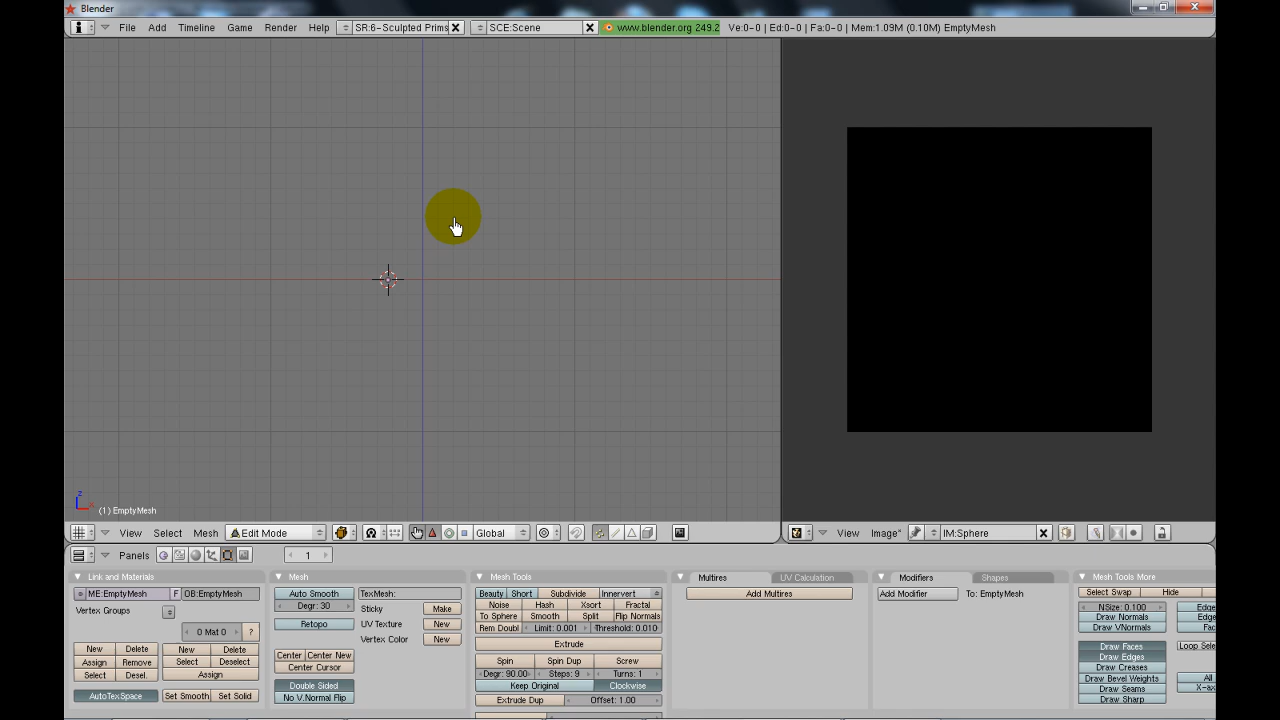 Blender
File Add Timeline Game Render Help SR:6-Sculpted Prims SCE:Scene www.blender.org 249.2 Ve:0-0 | Ed:0-0 | Fa:0-0 | Mem:1.09M (0.10M) EmptyMesh
z
x
(1) EmptyMesh
View Select Mesh Edit Mode Global View Image* IM:Sphere
Panels 1
Link and Materials Mesh Mesh Tools Multires UV Calculation Modifiers Shapes Mesh Tools More
ME:EmptyMesh F OB:EmptyMesh Auto Smooth TexMesh: Beauty Short Subdivide Innervert Add Multires Add Modifier To: EmptyMesh Select Swap Hide
Vertex Groups Degr: 30 Sticky Make Noise Hash Xsort Fractal NSize: 0.100
To Sphere Smooth Split Flip Normals Draw Normals
0 Mat 0 ? Retopo UV Texture New Rem Doubl Limit: 0.001 Threshold: 0.010 Draw VNormals
Vertex Color New Extrude Draw Faces
New Delete New Delete Center Center New Spin Spin Dup Screw Draw Edges
Assign Remove Select Deselect Center Cursor Degr: 90.00 Steps: 9 Turns: 1 Draw Creases
Select Desel. Assign Double Sided Keep Original Clockwise Draw Bevel Weights All
AutoTexSpace Set Smooth Set Solid No V.Normal Flip Extrude Dup Offset: 1.00 Draw Seams
Draw Sharp